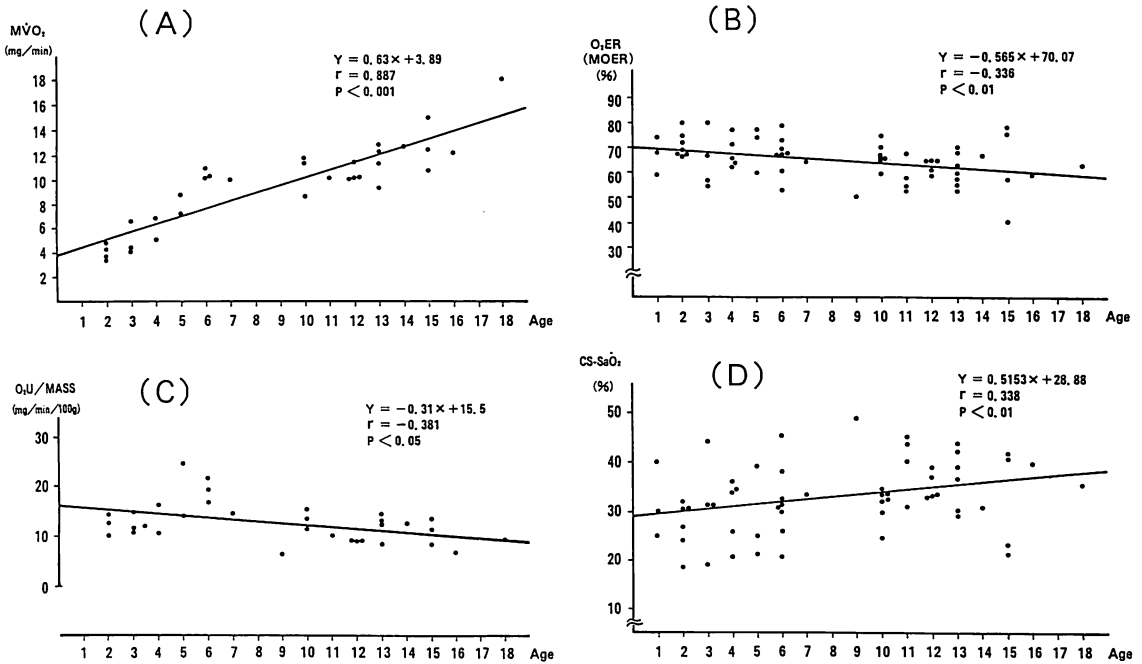 (A)
MV̇O₂
(mg/min)
Y = 0.63× +3.89
r = 0.887
P < 0.001
18
16
14
12
10
8
6
4
2
1 2 3 4 5 6 7 8 9 10 11 12 13 14 15 16 17 18 Age
(B)
O₂ER
(MOER)
(%)
Y = −0.565× +70.07
r = −0.336
P < 0.01
90
80
70
60
50
40
30
1 2 3 4 5 6 7 8 9 10 11 12 13 14 15 16 17 18 Age
(C)
O₂U/MASS
(mg/min/100g)
Y = −0.31× +15.5
r = −0.381
P < 0.05
30
20
10
0
1 2 3 4 5 6 7 8 9 10 11 12 13 14 15 16 17 18 Age
(D)
CS-SaȮ₂
(%)
Y = 0.5153× +28.88
r = 0.338
P < 0.01
50
40
30
20
10
1 2 3 4 5 6 7 8 9 10 11 12 13 14 15 16 17 18 Age